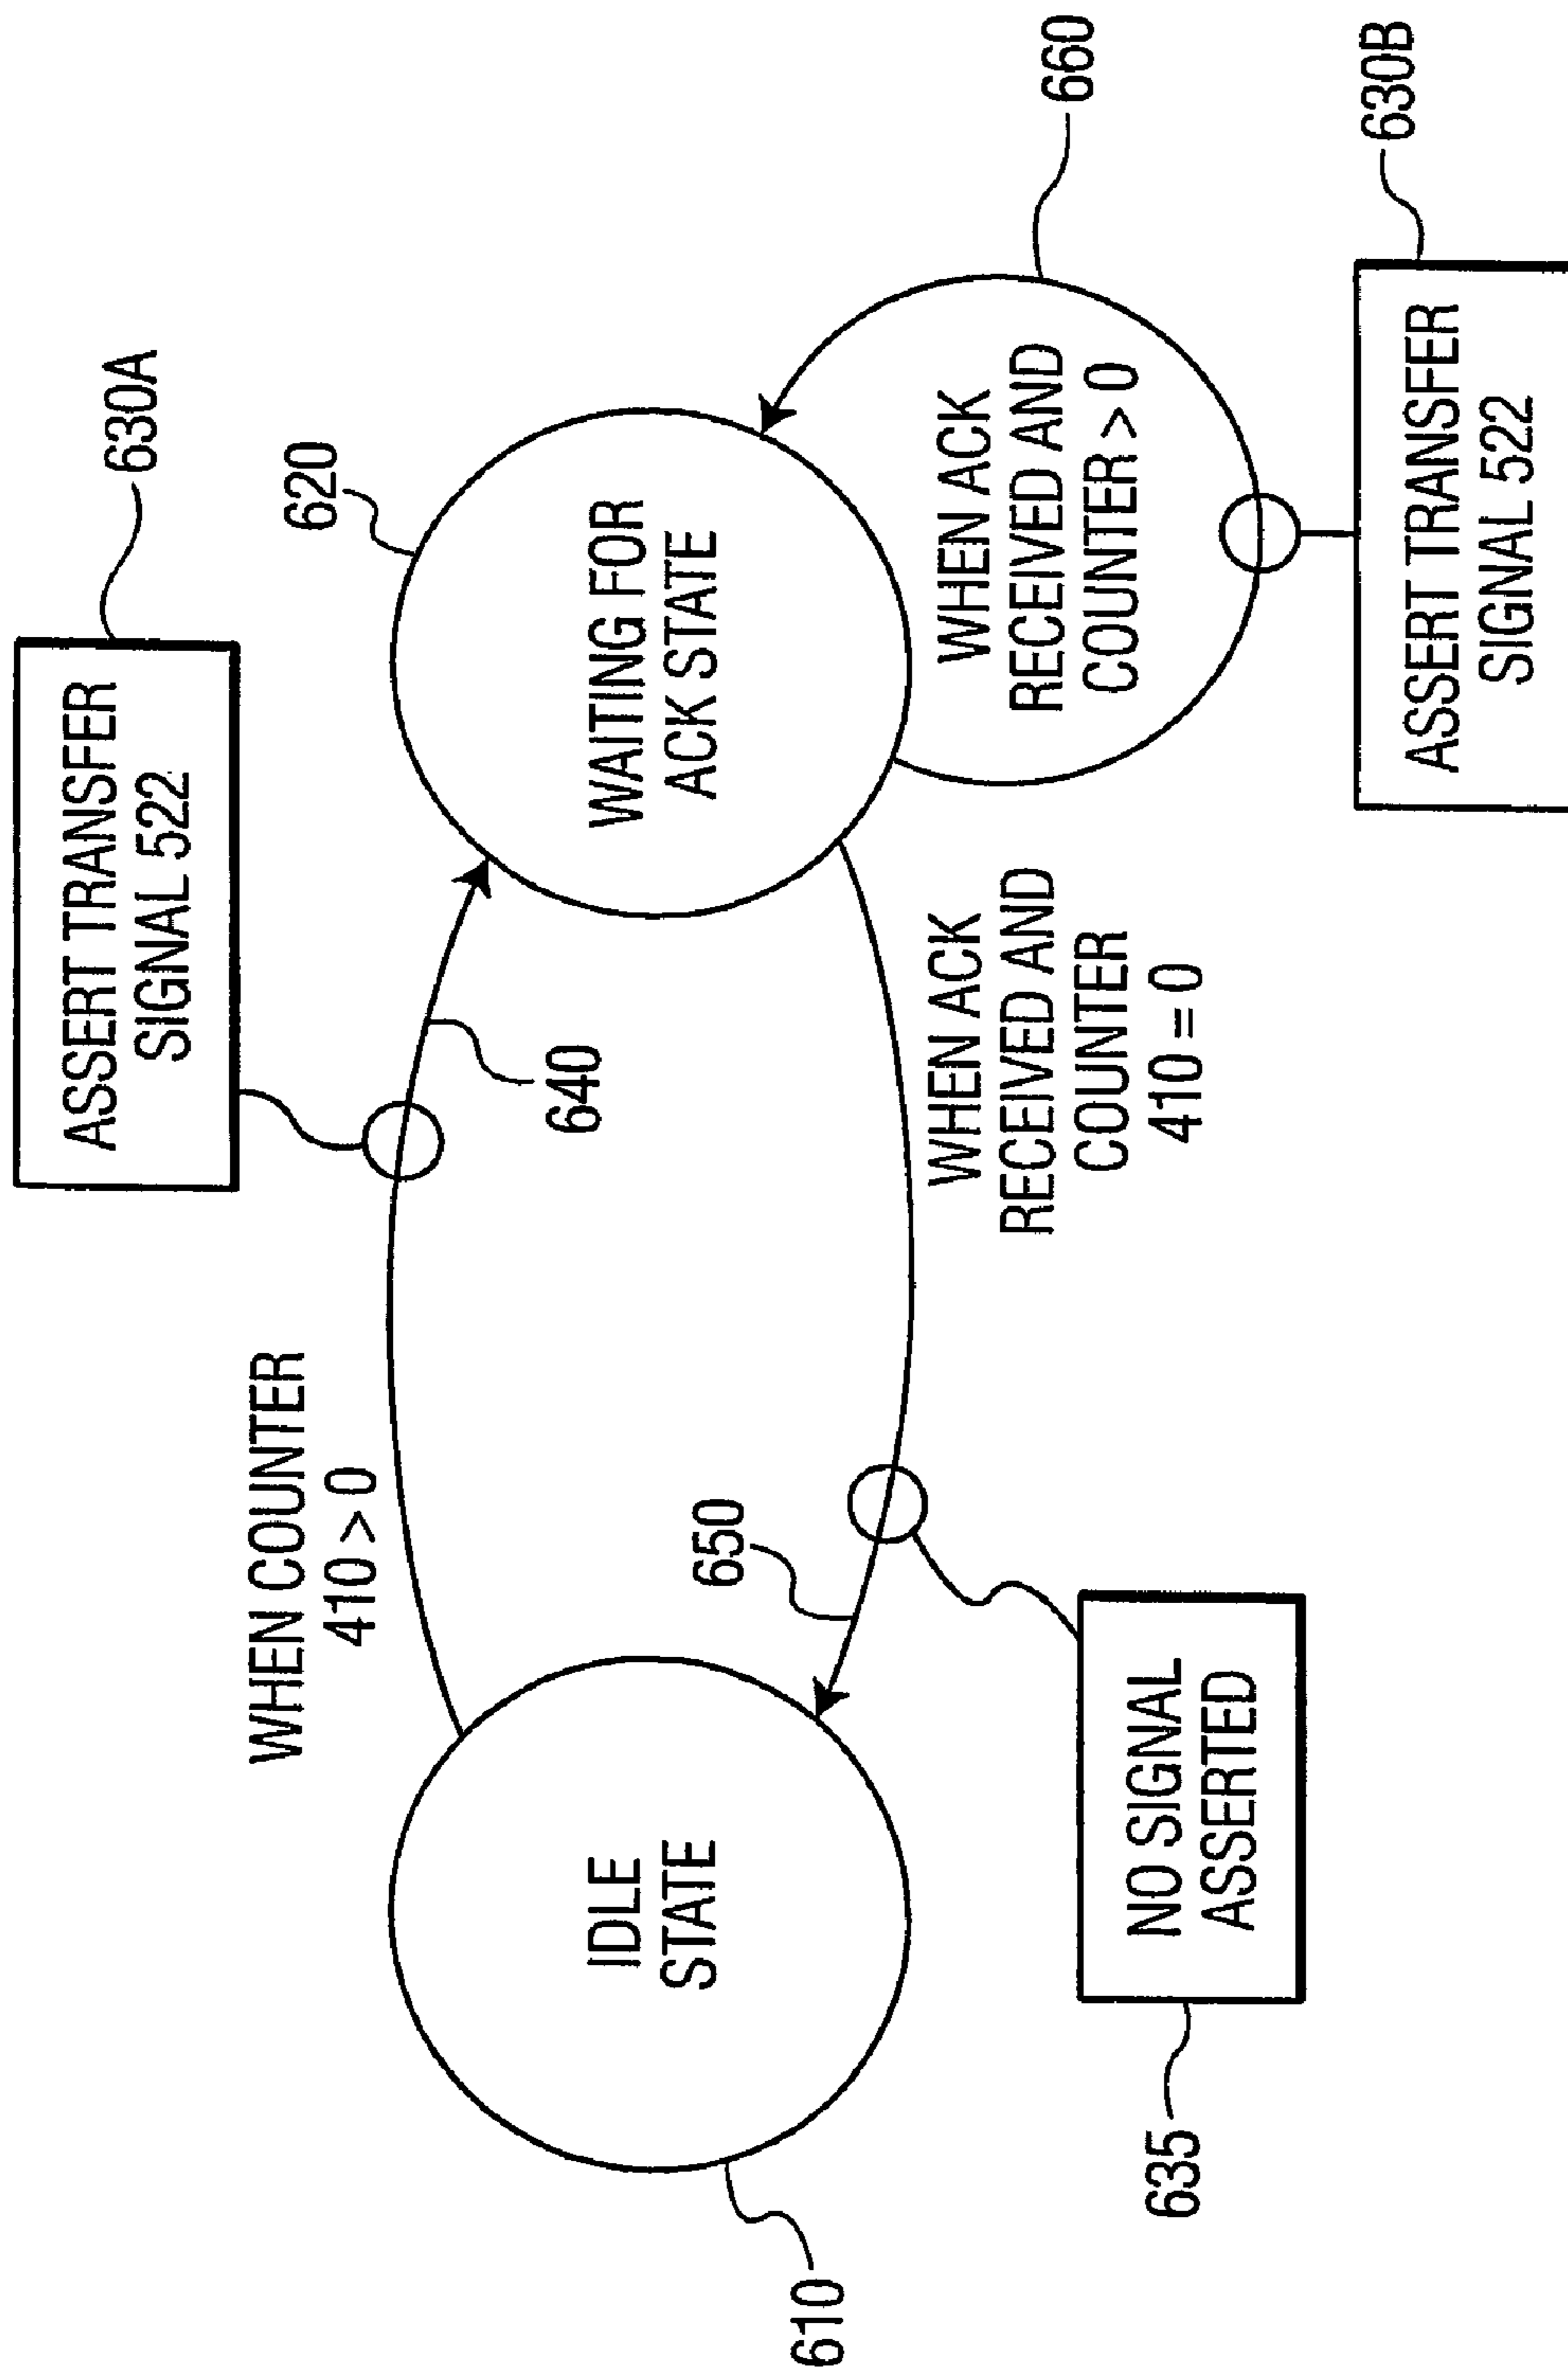 ASSERT TRANSFER
SIGNAL 522
630A
WHEN COUNTER
410 > 0
620
640
IDLE
STATE
610
WAITING FOR
ACK STATE
650
WHEN ACK
RECEIVED AND
COUNTER
410 = 0
WHEN ACK
RECEIVED AND
COUNTER > 0
660
NO SIGNAL
ASSERTED
635
ASSERT TRANSFER
SIGNAL 522
630B